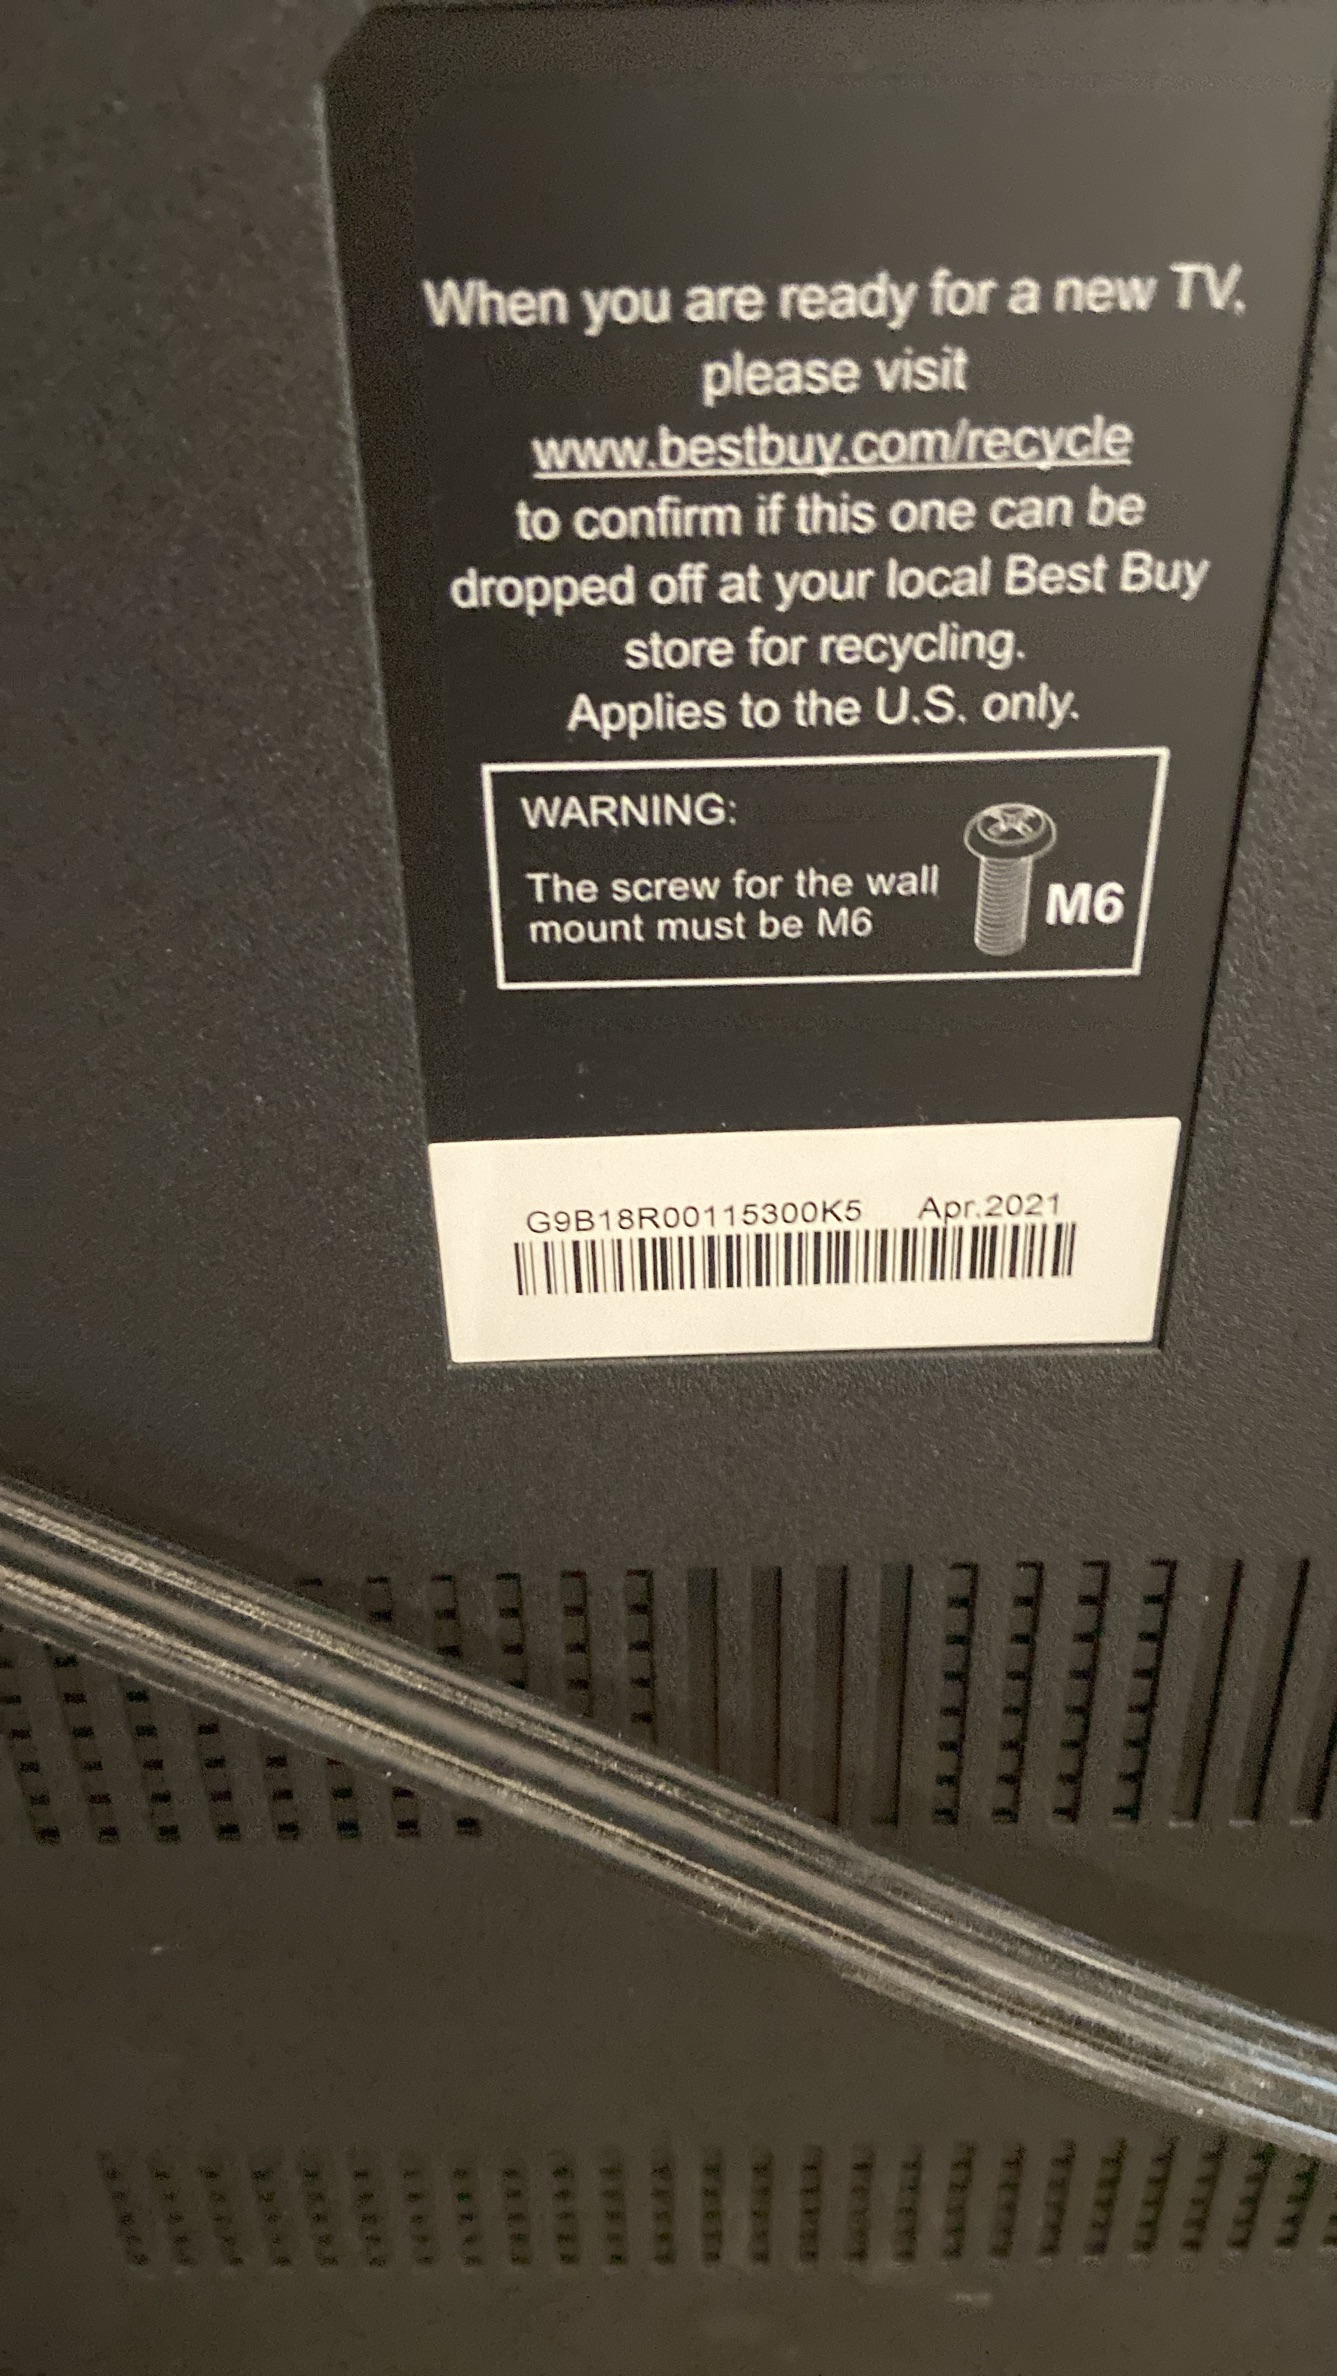 When you are ready for a new TV,
please visit
www.bestbuy.com/recycle
to confirm if this one can be
dropped off at your local Best Buy
store for recycling.
Applies to the U.S. only.
WARNING:
The screw for the wall
mount must be M6
M6
G9B18R00115300K5 Apr.2021